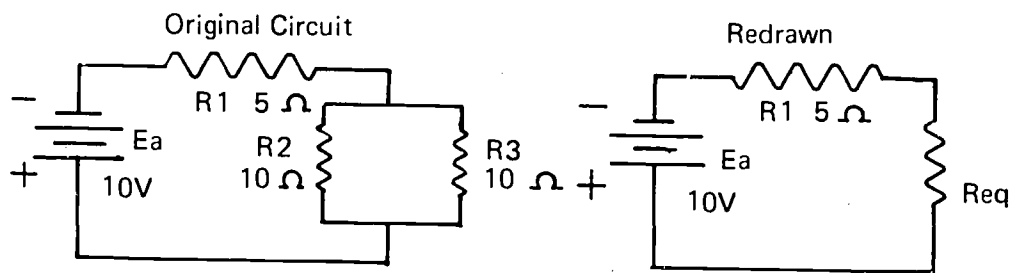 Original Circuit
R1 5 Ω
−
Ea
+
10V
R2
10 Ω
R3
10 Ω
Redrawn
R1 5 Ω
−
Ea
+
10V
Req